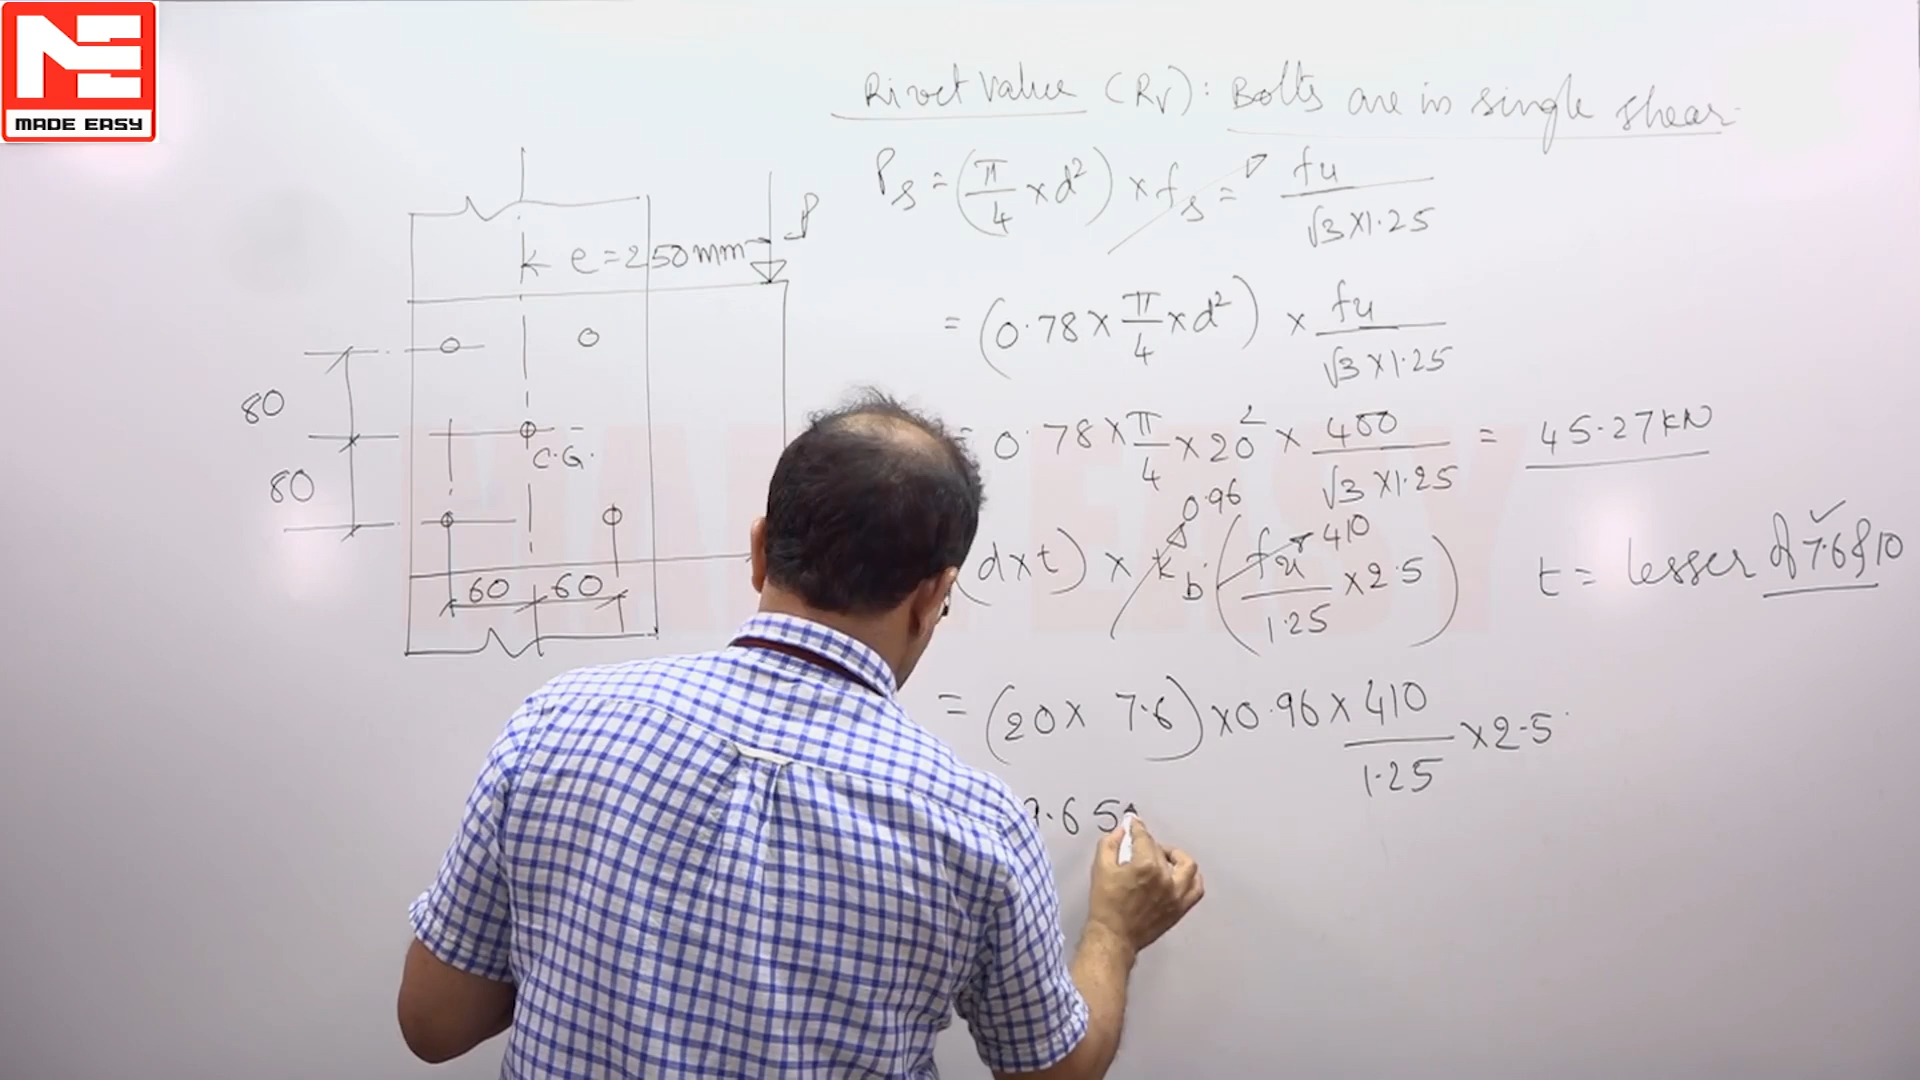 MADE EASY
Rivet value (Rv) : Bolts are in single shear
Ps = (π/4 × d²) × fs = fu/√3×1.25
= (0.78 × π/4 × d²) × fu/√3×1.25
= 0.78 × π/4 × 20² × 400/√3×1.25 = 45.27 kN
(d×t) × kb (fu/1.25 × 2.5)
0.96
410
t = lesser of 7.6 & 10
= (20 × 7.6) × 0.96 × 410/1.25 × 2.5
9.65
P
e = 250mm
80
C.G.
80
60 60